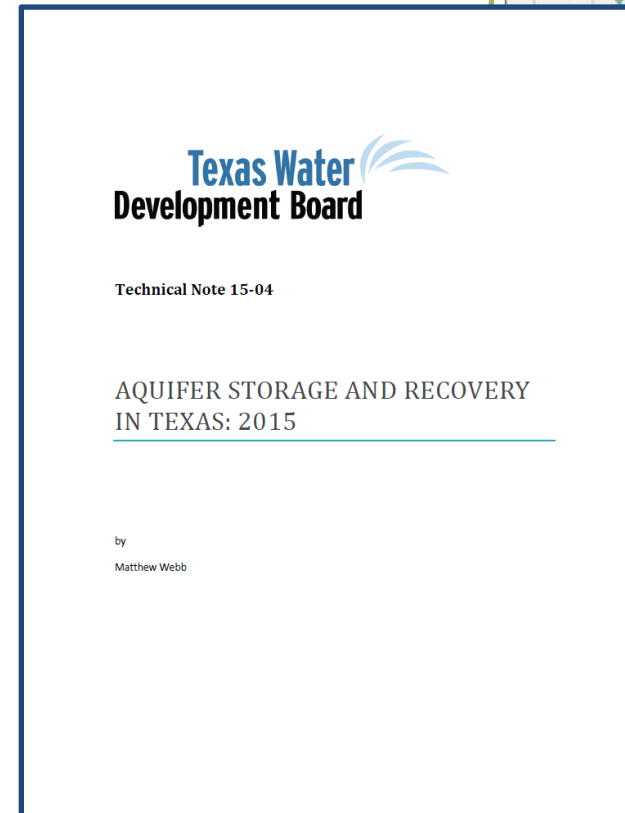 Texas Water
Development Board
Technical Note 15-04
AQUIFER STORAGE AND RECOVERY
IN TEXAS: 2015
by
Matthew Webb